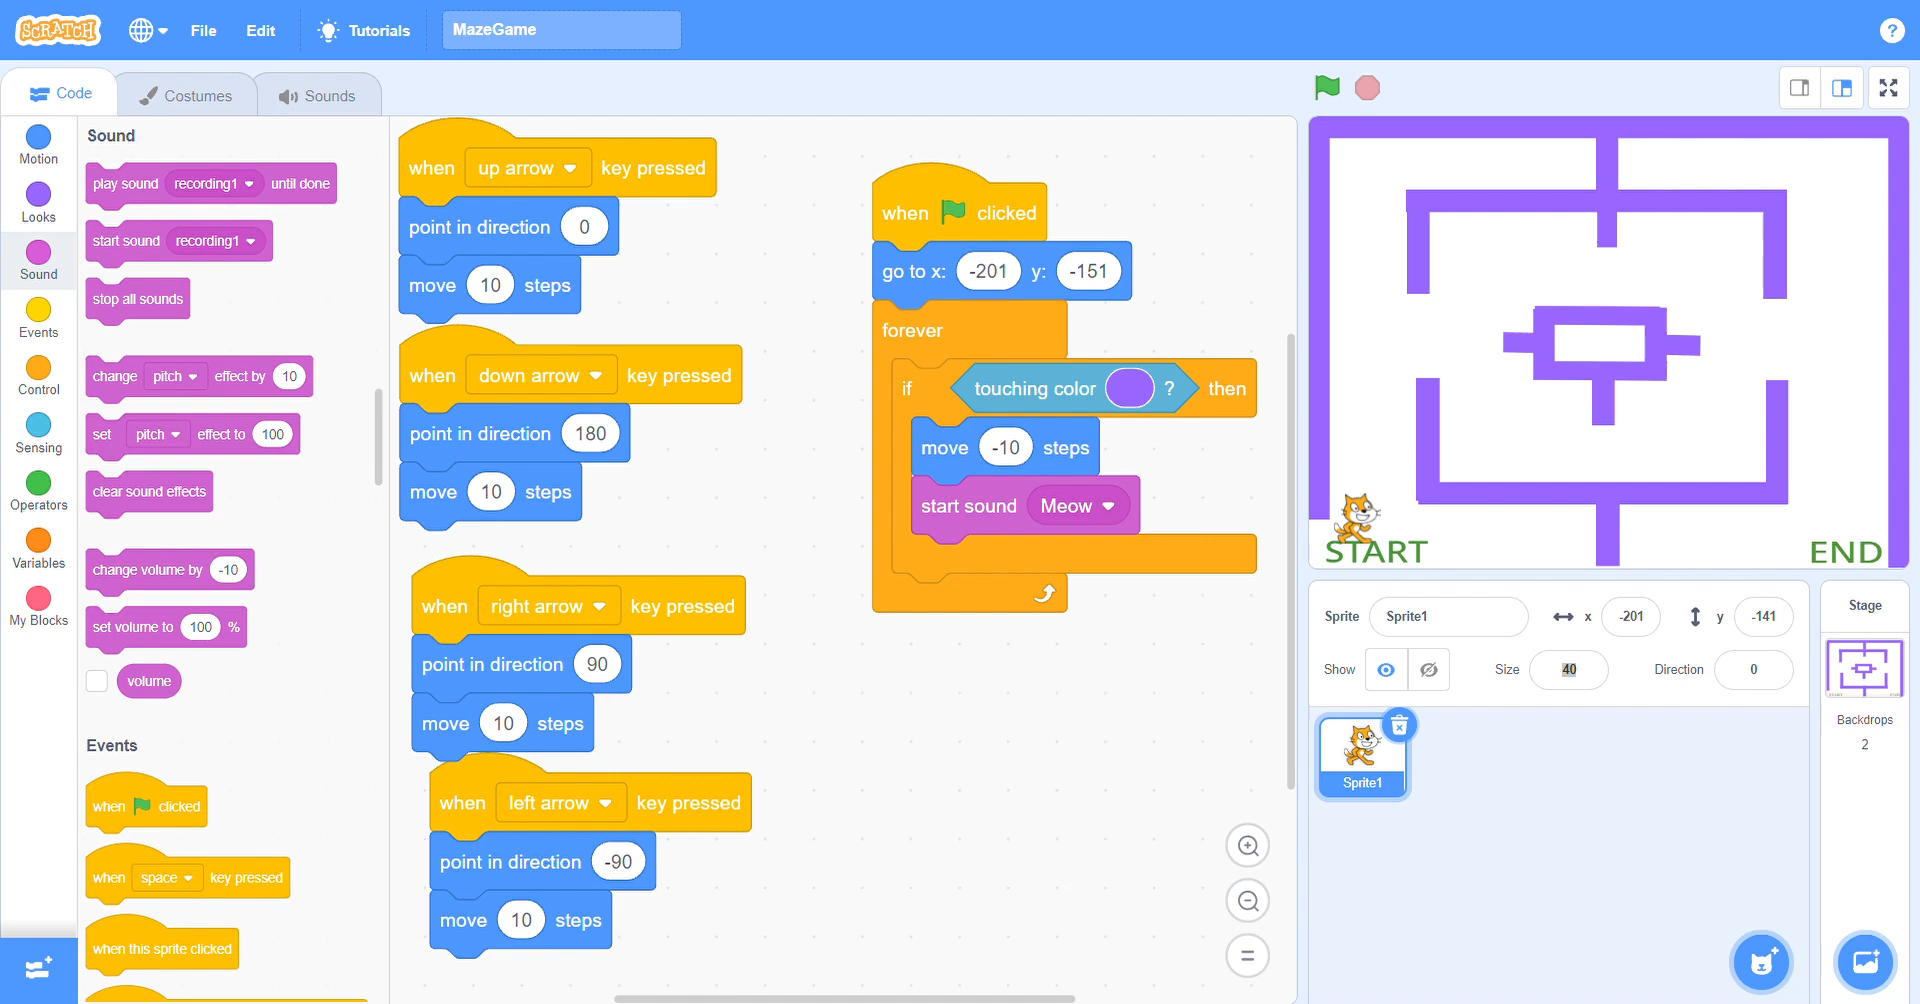 SCRATCH
File
Edit
Tutorials
MazeGame
?
Code
Costumes
Sounds
Motion
Looks
Sound
Events
Control
Sensing
Operators
Variables
My Blocks
Sound
play sound recording1 until done
start sound recording1
stop all sounds
change pitch effect by 10
set pitch effect to 100
clear sound effects
change volume by -10
set volume to 100 %
volume
Events
when clicked
when space key pressed
when this sprite clicked
when up arrow key pressed
point in direction 0
move 10 steps
when down arrow key pressed
point in direction 180
move 10 steps
when right arrow key pressed
point in direction 90
move 10 steps
when left arrow key pressed
point in direction -90
move 10 steps
when clicked
go to x: -201 y: -151
forever
if touching color ? then
move -10 steps
start sound Meow
START
END
Sprite Sprite1 x -201 y -141
Show Size 40 Direction 0
Sprite1
Stage
START END
Backdrops
2